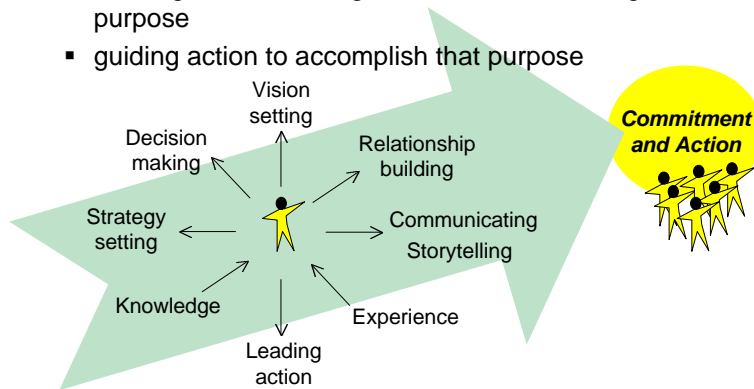 purpose
▪ guiding action to accomplish that purpose
Vision
setting
Decision
making
Relationship
building
Commitment
and Action
Strategy
setting
Communicating
Storytelling
Knowledge
Experience
Leading
action